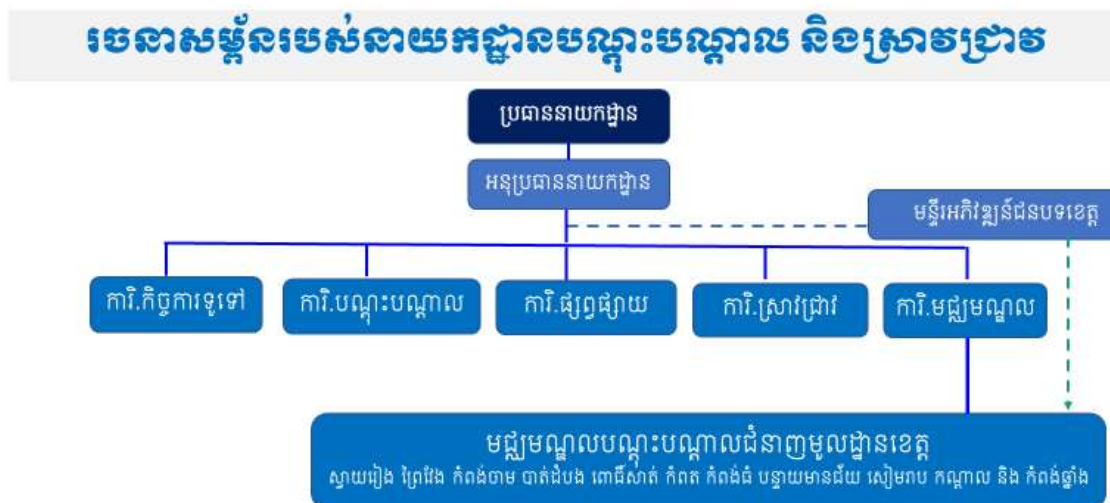 រចនាសម្ព័នរបស់នាយកដ្ឋានបណ្តុះបណ្តាល និងស្រាវជ្រាវ
ប្រធាននាយកដ្ឋាន
អនុប្រធាននាយកដ្ឋាន
មន្ទីរអភិវឌ្ឍន៍ជនបទខេត្ត
ការិ.កិច្ចការទូទៅ
ការិ.បណ្តុះបណ្តាល
ការិ.ផ្សព្វផ្សាយ
ការិ.ស្រាវជ្រាវ
ការិ.មជ្ឈមណ្ឌល
មជ្ឈមណ្ឌលបណ្តុះបណ្តាលជំនាញមូលដ្ឋានខេត្ត
ស្វាយរៀង ព្រៃវែង កំពង់ចាម បាត់ដំបង ពោធិ៍សាត់ កំពត កំពង់ធំ បន្ទាយមានជ័យ សៀមរាប កណ្តាល និង កំពង់ឆ្នាំង